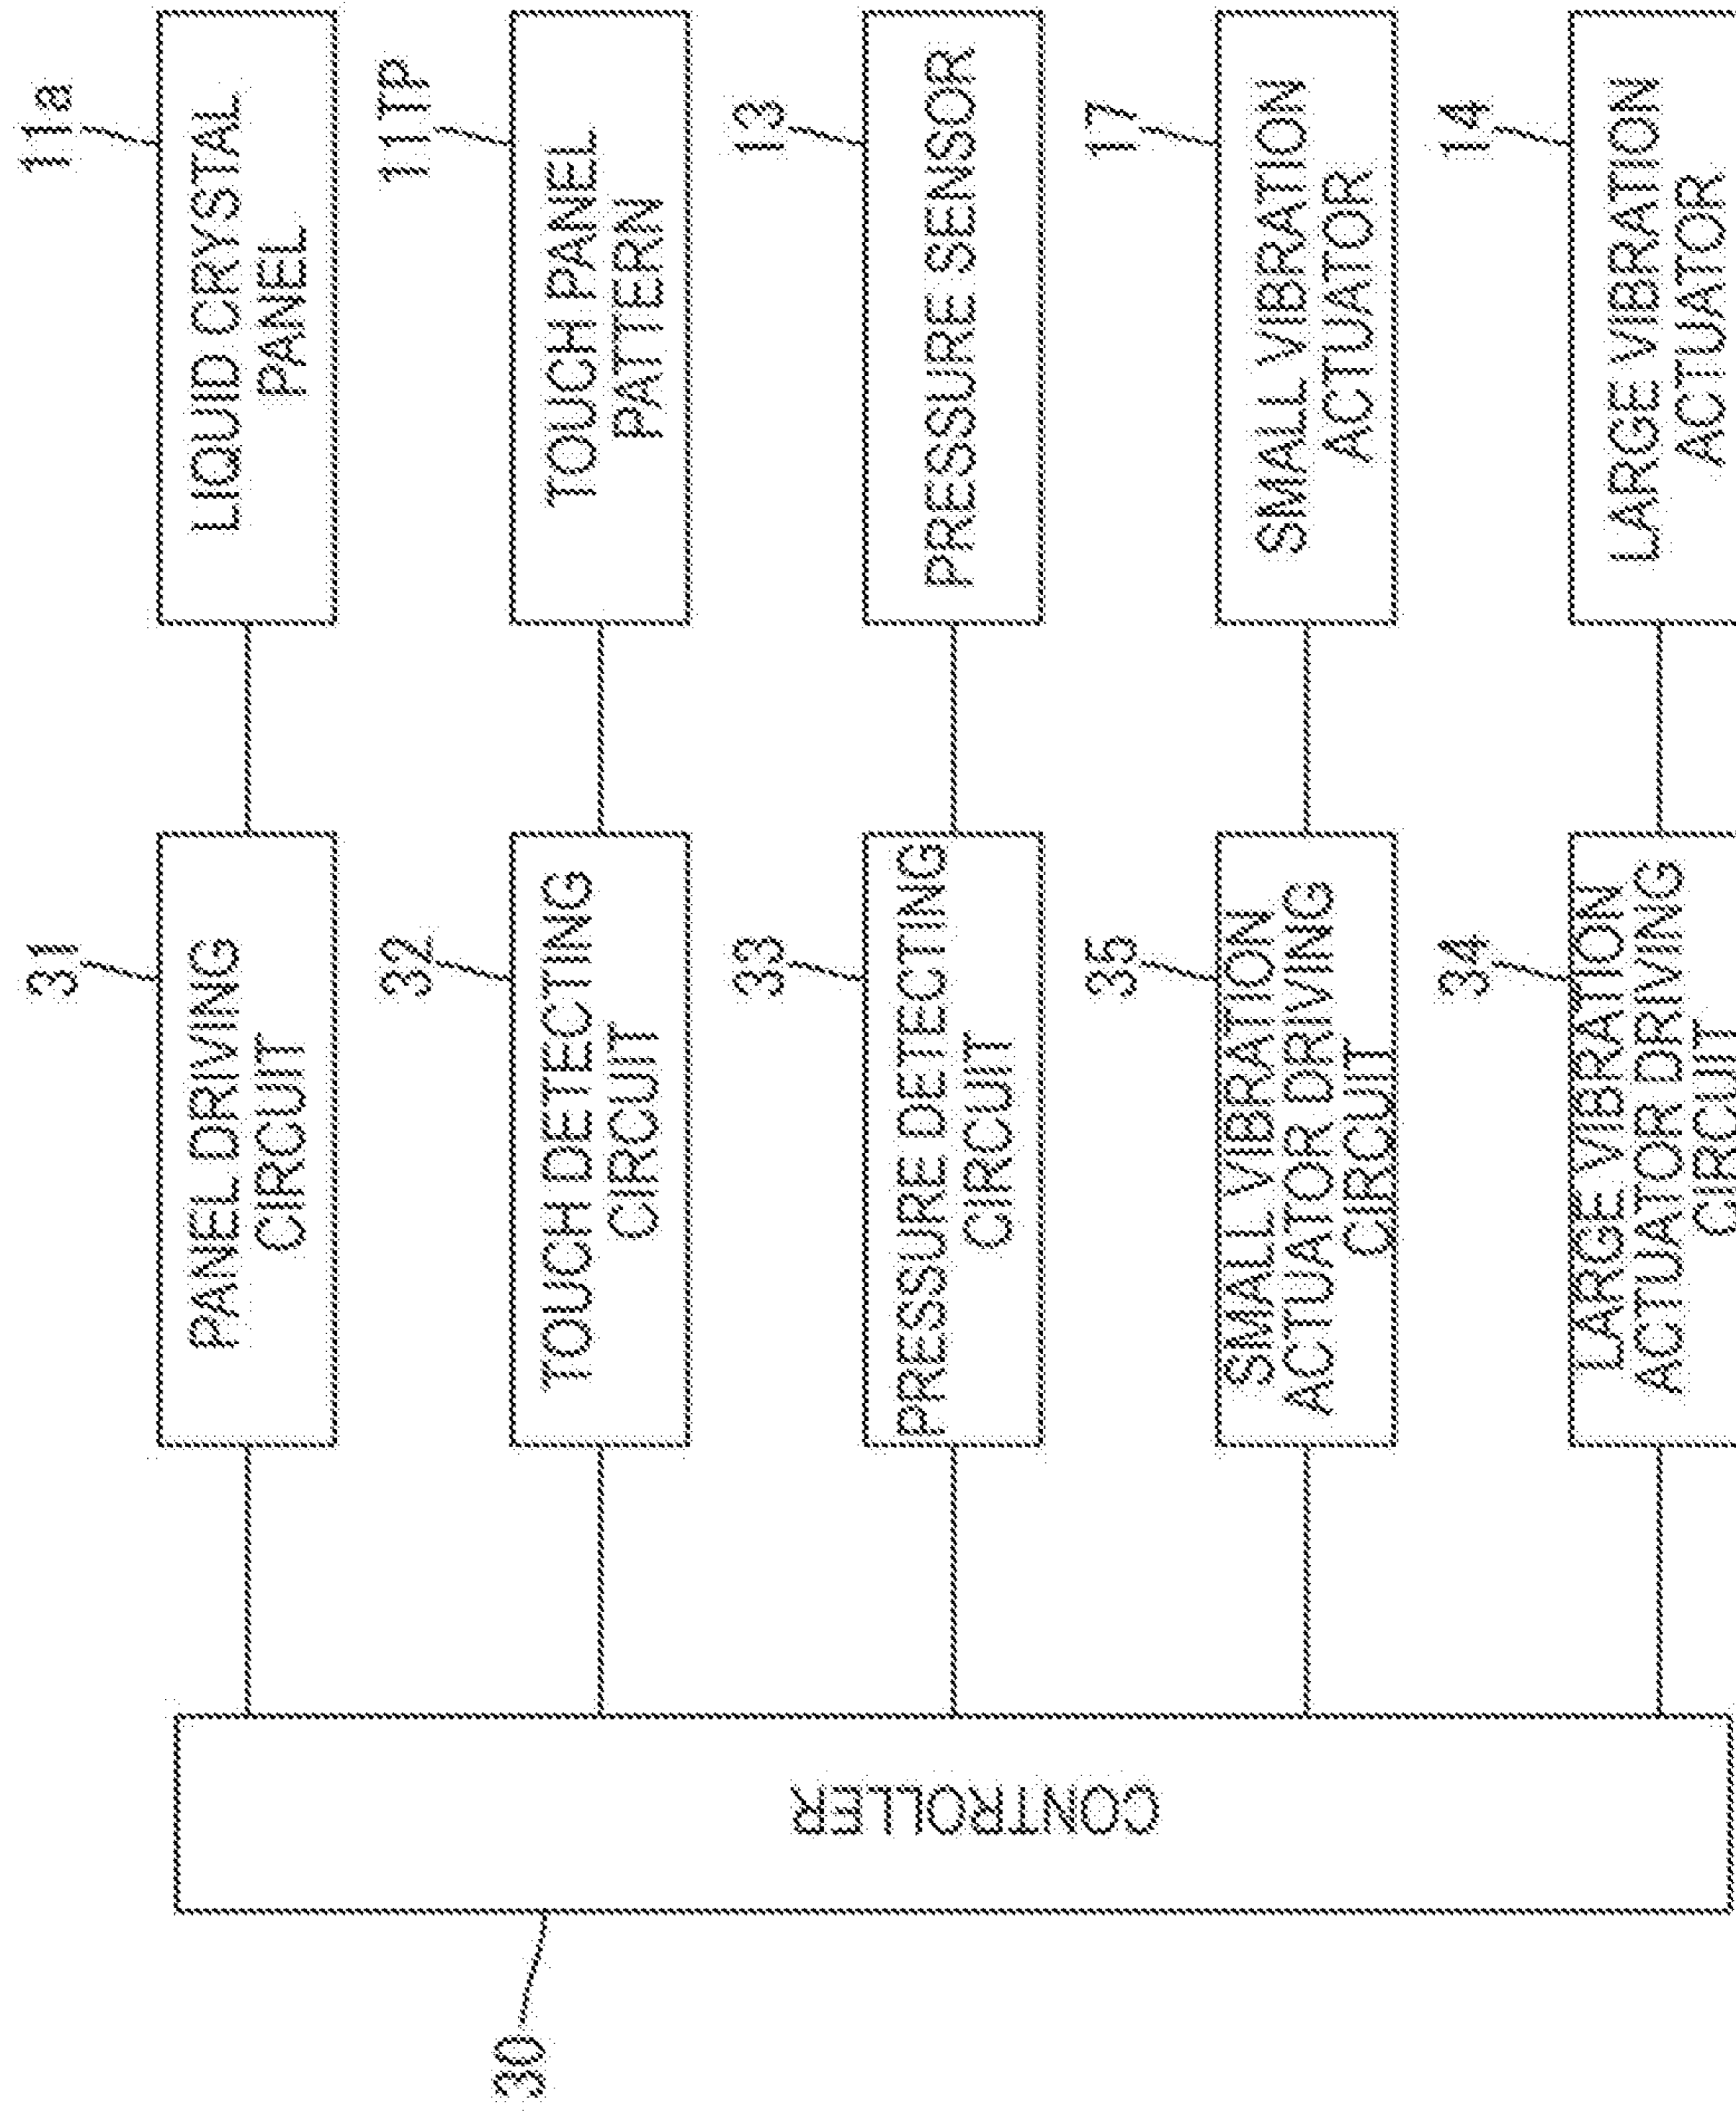 30
CONTROLLER
31
PANEL DRIVING
CIRCUIT
11a
LIQUID CRYSTAL
PANEL
32
TOUCH DETECTING
CIRCUIT
11TP
TOUCH PANEL
PATTERN
33
PRESSURE DETECTING
CIRCUIT
13
PRESSURE SENSOR
35
SMALL VIBRATION
ACTUATOR DRIVING
CIRCUIT
17
SMALL VIBRATION
ACTUATOR
34
LARGE VIBRATION
ACTUATOR DRIVING
CIRCUIT
14
LARGE VIBRATION
ACTUATOR